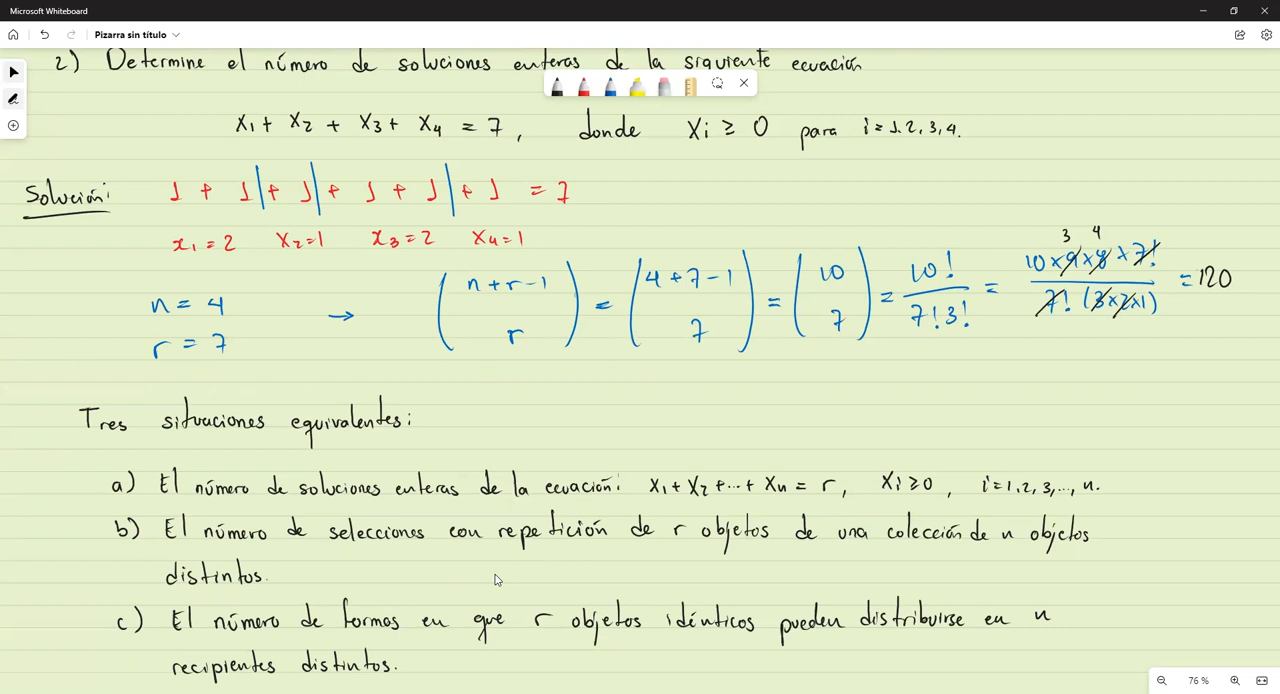 Microsoft Whiteboard
Pizarra sin título
2) Determine el número de soluciones enteras de la siguiente ecuación
x₁ + x₂ + x₃ + x₄ = 7, donde xᵢ ≥ 0 para i = 1, 2, 3, 4.
Solución: 1 + 1 | + 1 | + 1 + 1 | + 1 = 7
x₁ = 2 x₂ = 1 x₃ = 2 x₄ = 1
n = 4
r = 7
→ (n + r - 1 / r) = (4 + 7 - 1 / 7) = (10 / 7) = 10! / 7! 3! = 10 × 9 × 8 × 7! / 7! (3 × 2 × 1) = 120
3 4
Tres situaciones equivalentes:
a) El número de soluciones enteras de la ecuación: x₁ + x₂ + ... + xₙ = r, xᵢ ≥ 0, i = 1, 2, 3, ..., n.
b) El número de selecciones con repetición de r objetos de una colección de n objetos
distintos.
c) El número de formas en que r objetos idénticos pueden distribuirse en n
recipientes distintos.
76 %